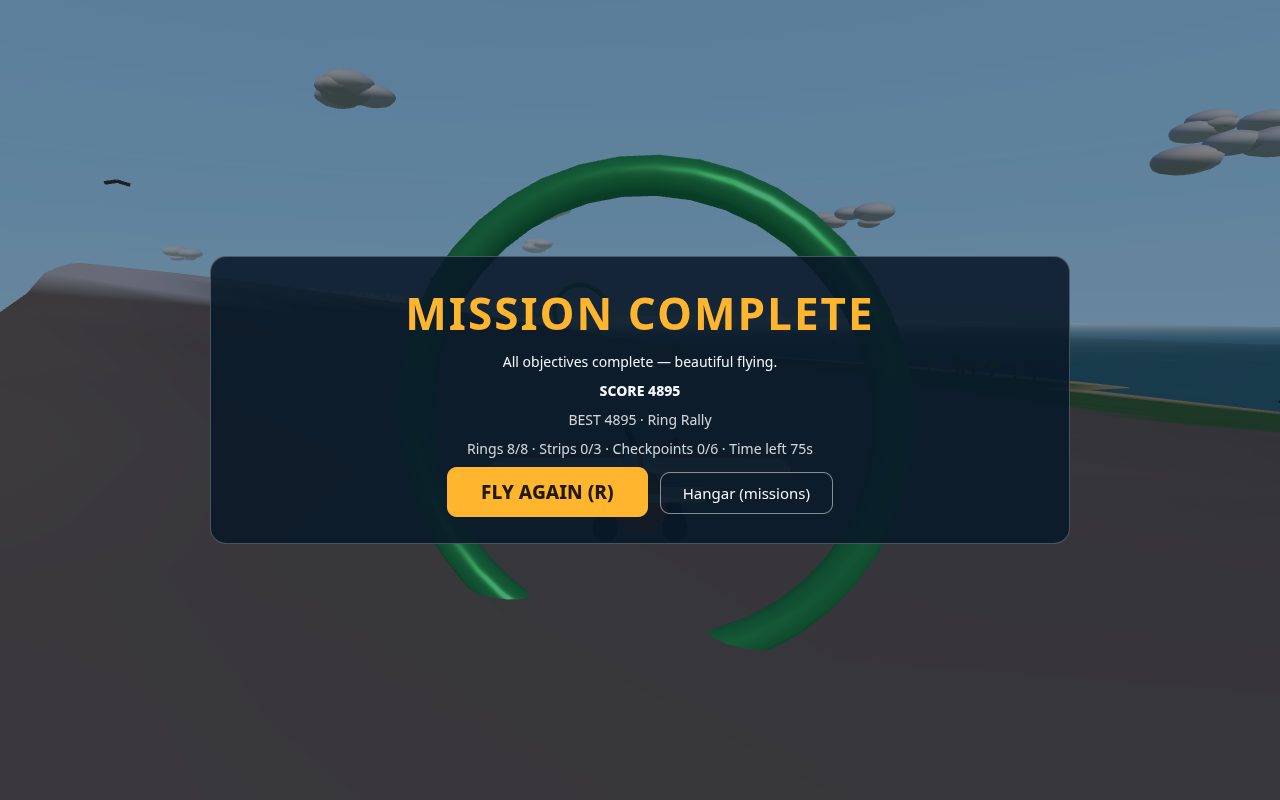 MISSION COMPLETE
All objectives complete — beautiful flying.
SCORE 4895
BEST 4895 · Ring Rally
Rings 8/8 · Strips 0/3 · Checkpoints 0/6 · Time left 75s
FLY AGAIN (R)
Hangar (missions)